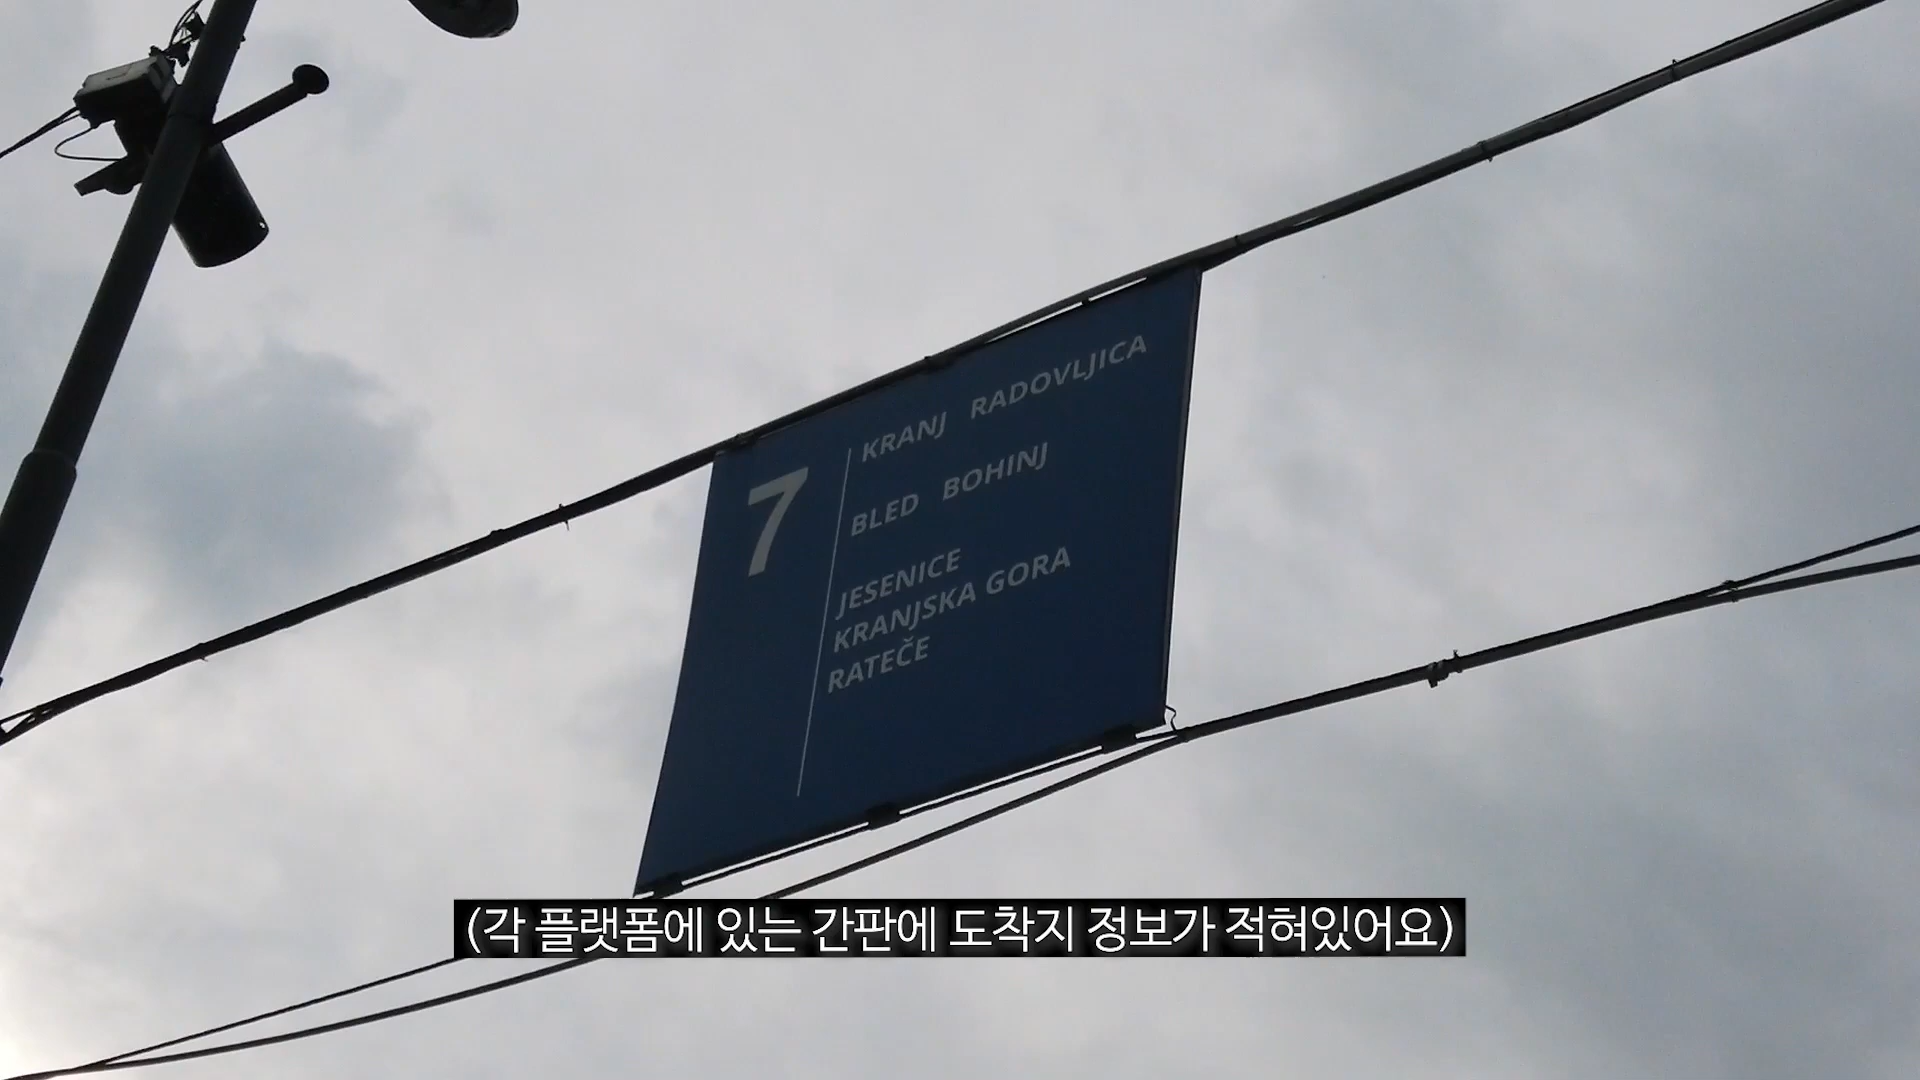 7
KRANJ RADOVLJICA
BLED BOHINJ
JESENICE
KRANJSKA GORA
RATEČE
(각 플랫폼에 있는 간판에 도착지 정보가 적혀있어요)